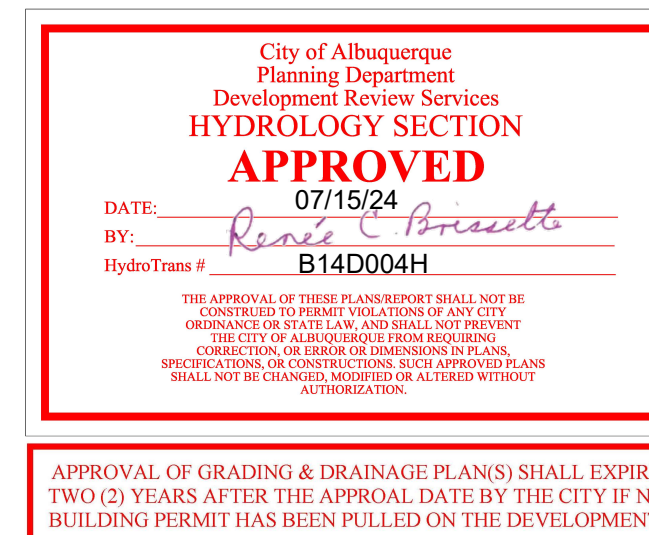 City of Albuquerque
Planning Department
Development Review Services
HYDROLOGY SECTION
APPROVED
DATE: 07/15/24
BY: Renée C. Brissette
HydroTrans # B14D004H
THE APPROVAL OF THESE PLANS/REPORT SHALL NOT BE
CONSTRUED TO PERMIT VIOLATIONS OF ANY CITY
ORDINANCE OR STATE LAW, AND SHALL NOT PREVENT
THE CITY OF ALBUQUERQUE FROM REQUIRING
CORRECTION, OR ERROR OR DIMENSIONS IN PLANS,
SPECIFICATIONS, OR CONSTRUCTIONS. SUCH APPROVED PLANS
SHALL NOT BE CHANGED, MODIFIED OR ALTERED WITHOUT
AUTHORIZATION.
APPROVAL OF GRADING & DRAINAGE PLAN(S) SHALL EXPIR
TWO (2) YEARS AFTER THE APPROAL DATE BY THE CITY IF N
BUILDING PERMIT HAS BEEN PULLED ON THE DEVELOPMENT